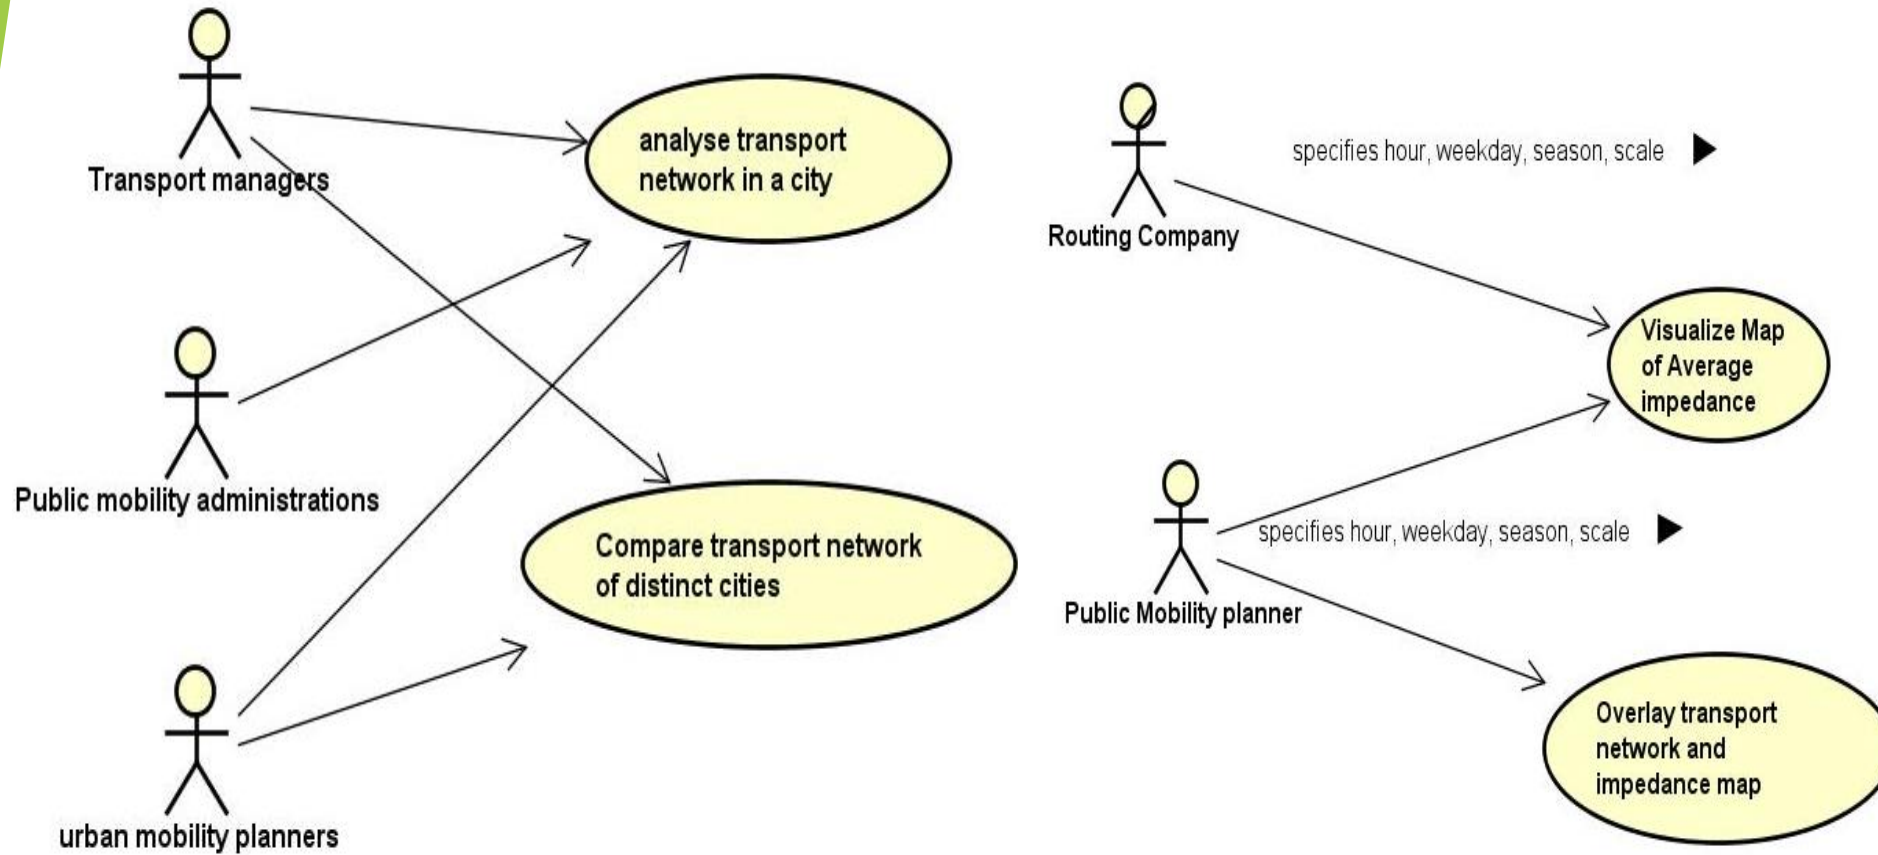 Transport managers
analyse transport
network in a city
Public mobility administrations
Compare transport network
of distinct cities
urban mobility planners
Routing Company
specifies hour, weekday, season, scale
Visualize Map
of Average
impedance
Public Mobility planner
specifies hour, weekday, season, scale
Overlay transport
network and
impedance map